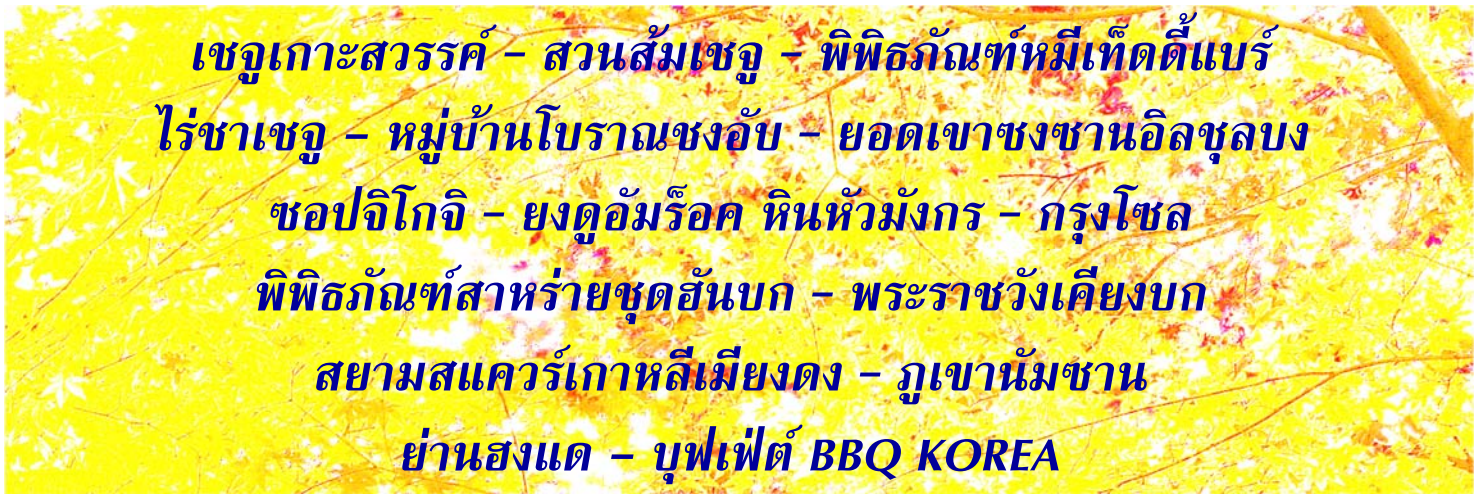 เชจูเกาะสวรรค์ – สวนส้มเชจู – พิพิธภัณฑ์หมีเท็ดดี้แบร์
ไร่ชาเชจู – หมู่บ้านโบราณชงอับ – ยอดเขาซงซานอิลชุลบง
ซอปจิโกจิ – ยงดูอัมร็อค หินหัวมังกร – กรุงโซล
พิพิธภัณฑ์สาหร่ายชุดฮันบก – พระราชวังเคียงบก
สยามสแควร์เกาหลีเมียงดง – ภูเขานัมซาน
ย่านฮงแด – บุฟเฟ่ต์ BBQ KOREA